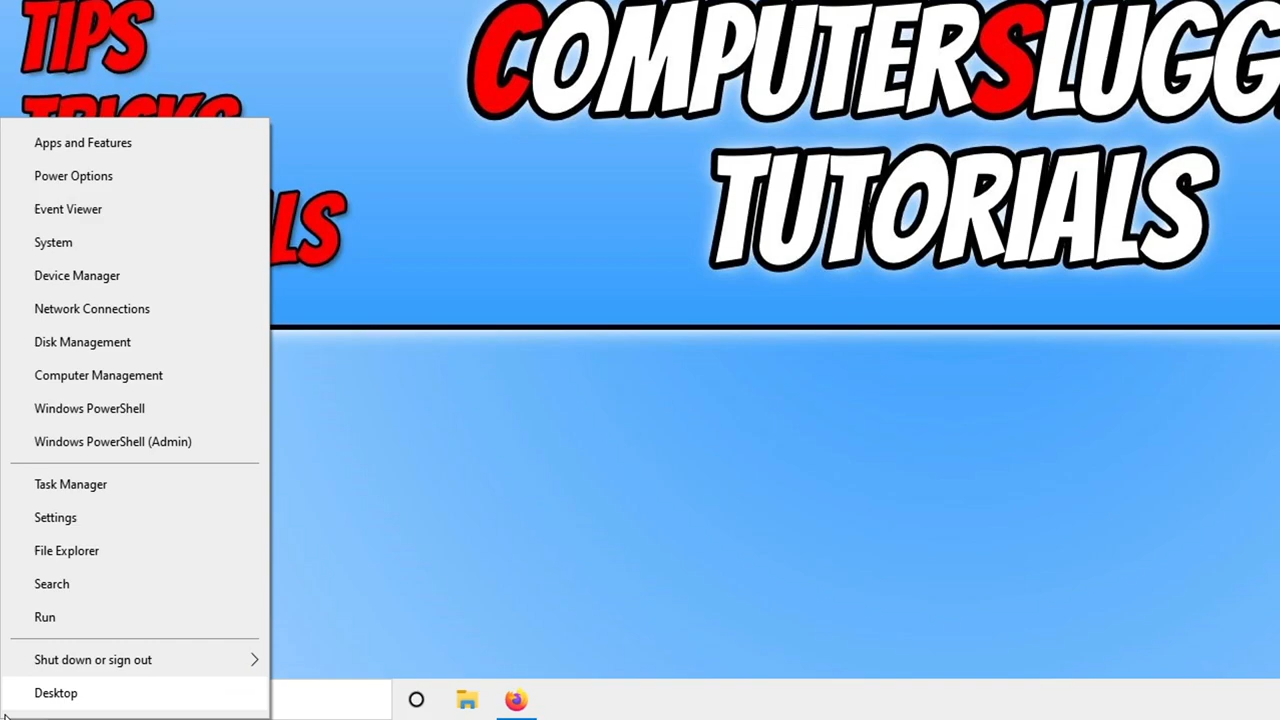 TIPS
TRICKS
COMPUTERSLUGG
TUTORIALS
LS
Apps and Features
Power Options
Event Viewer
System
Device Manager
Network Connections
Disk Management
Computer Management
Windows PowerShell
Windows PowerShell (Admin)
Task Manager
Settings
File Explorer
Search
Run
Shut down or sign out
Desktop